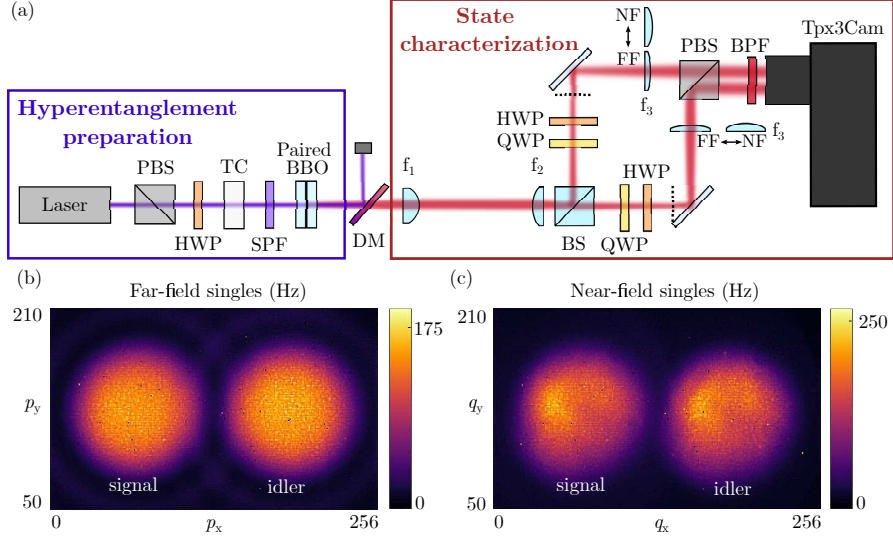 (a)
State
characterization
Hyperentanglement
preparation
Laser
PBS
HWP
TC
SPF
Paired
BBO
DM
f1
f2
BS
QWP
HWP
HWP
QWP
NF
FF
f3
PBS
BPF
Tpx3Cam
FF
NF
f3
(b)
Far-field singles (Hz)
210
py
50
0
px
256
signal
idler
175
0
(c)
Near-field singles (Hz)
210
qy
50
0
qx
256
signal
idler
250
0